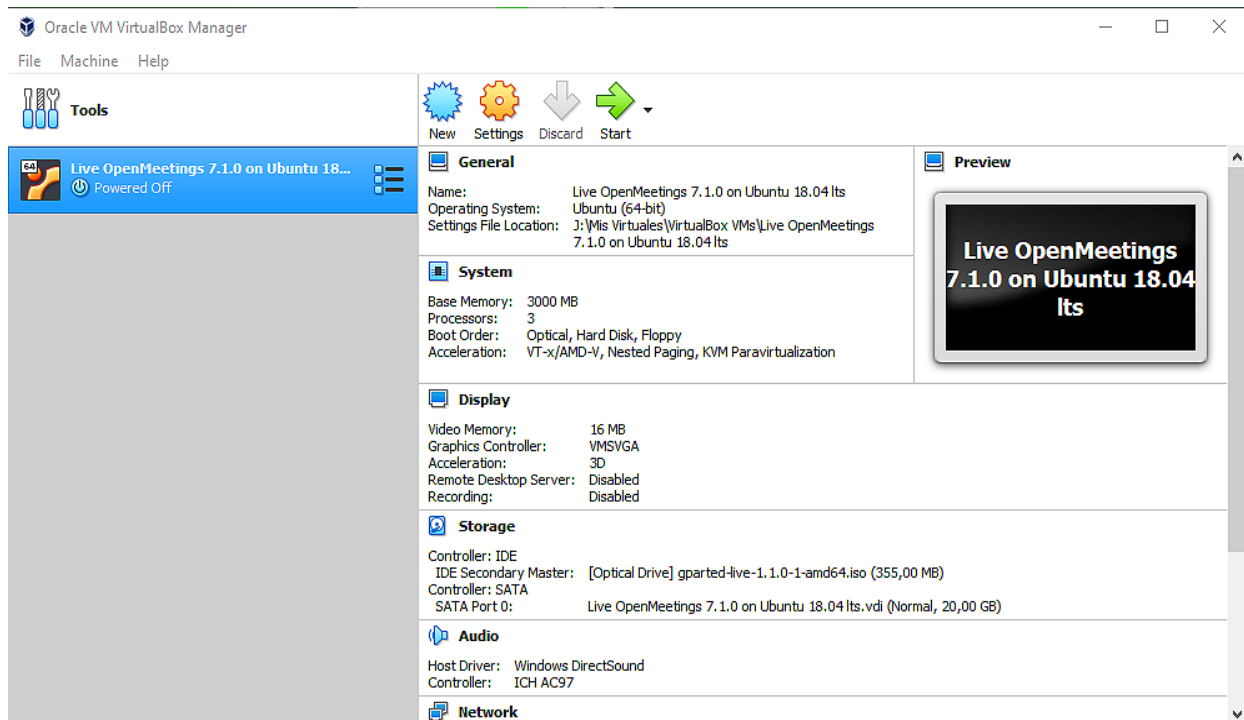 Oracle VM VirtualBox Manager
File Machine Help
Tools
New Settings Discard Start
64
Live OpenMeetings 7.1.0 on Ubuntu 18...
Powered Off
General
Name: Live OpenMeetings 7.1.0 on Ubuntu 18.04 lts
Operating System: Ubuntu (64-bit)
Settings File Location: J:\Mis Virtuales\VirtualBox VMs\Live OpenMeetings
7.1.0 on Ubuntu 18.04 lts
Preview
Live OpenMeetings
7.1.0 on Ubuntu 18.04
lts
System
Base Memory: 3000 MB
Processors: 3
Boot Order: Optical, Hard Disk, Floppy
Acceleration: VT-x/AMD-V, Nested Paging, KVM Paravirtualization
Display
Video Memory: 16 MB
Graphics Controller: VMSVGA
Acceleration: 3D
Remote Desktop Server: Disabled
Recording: Disabled
Storage
Controller: IDE
IDE Secondary Master: [Optical Drive] gparted-live-1.1.0-1-amd64.iso (355,00 MB)
Controller: SATA
SATA Port 0: Live OpenMeetings 7.1.0 on Ubuntu 18.04 lts.vdi (Normal, 20,00 GB)
Audio
Host Driver: Windows DirectSound
Controller: ICH AC97
Network